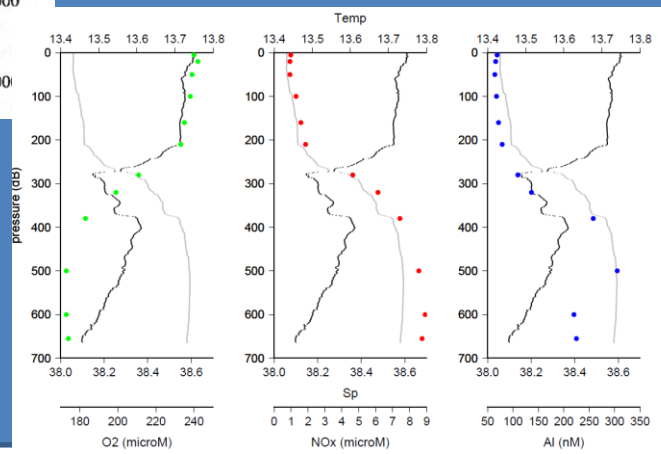 Temp
13.4 13.5 13.6 13.7 13.8 13.4 13.5 13.6 13.7 13.8 13.4 13.5 13.6 13.7 13.8
0 0 0
100 100 100
200 200 200
300 300 300
400 400 400
500 500 500
600 600 600
700 700 700
pressure (dB)
38.0 38.2 38.4 38.6 38.0 38.2 38.4 38.6 38.0 38.2 38.4 38.6
Sp
180 200 220 240 0 1 2 3 4 5 6 7 8 9 50 100 150 200 250 300 350
O2 (microM) NOx (microM) Al (nM)